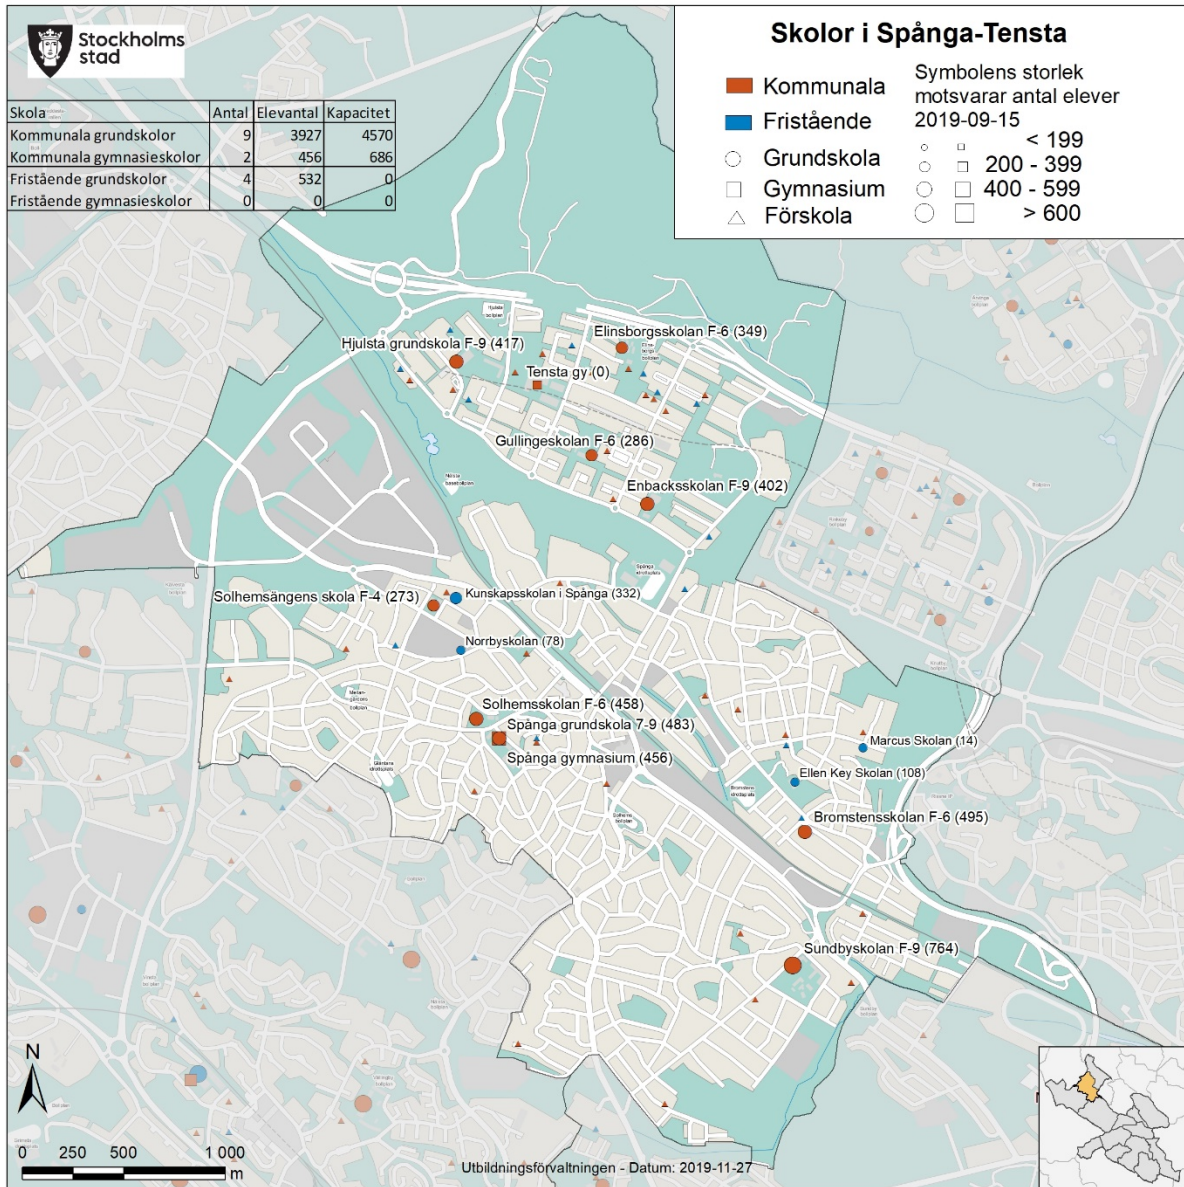 Stockholms
stad
Skolor i Spånga-Tensta
Kommunala
Fristående
Grundskola
Gymnasium
Förskola
Symbolens storlek
motsvarar antal elever
2019-09-15
< 199
200 - 399
400 - 599
> 600
Skola Antal Elevantal Kapacitet
Kommunala grundskolor 9 3927 4570
Kommunala gymnasieskolor 2 456 686
Fristående grundskolor 4 532 0
Fristående gymnasieskolor 0 0 0
Elinsborgsskolan F-6 (349)
Hjulsta grundskola F-9 (417)
Tensta gy (0)
Gullingeskolan F-6 (286)
Enbacksskolan F-9 (402)
Solhemsängens skola F-4 (273)
Kunskapsskolan i Spånga (332)
Norrbyskolan (78)
Solhemsskolan F-6 (458)
Spånga grundskola 7-9 (483)
Spånga gymnasium (456)
Marcus Skolan (14)
Ellen Key Skolan (108)
Bromstensskolan F-6 (495)
Sundbyskolan F-9 (764)
N
0 250 500 1 000
m
Utbildningsförvaltningen - Datum: 2019-11-27